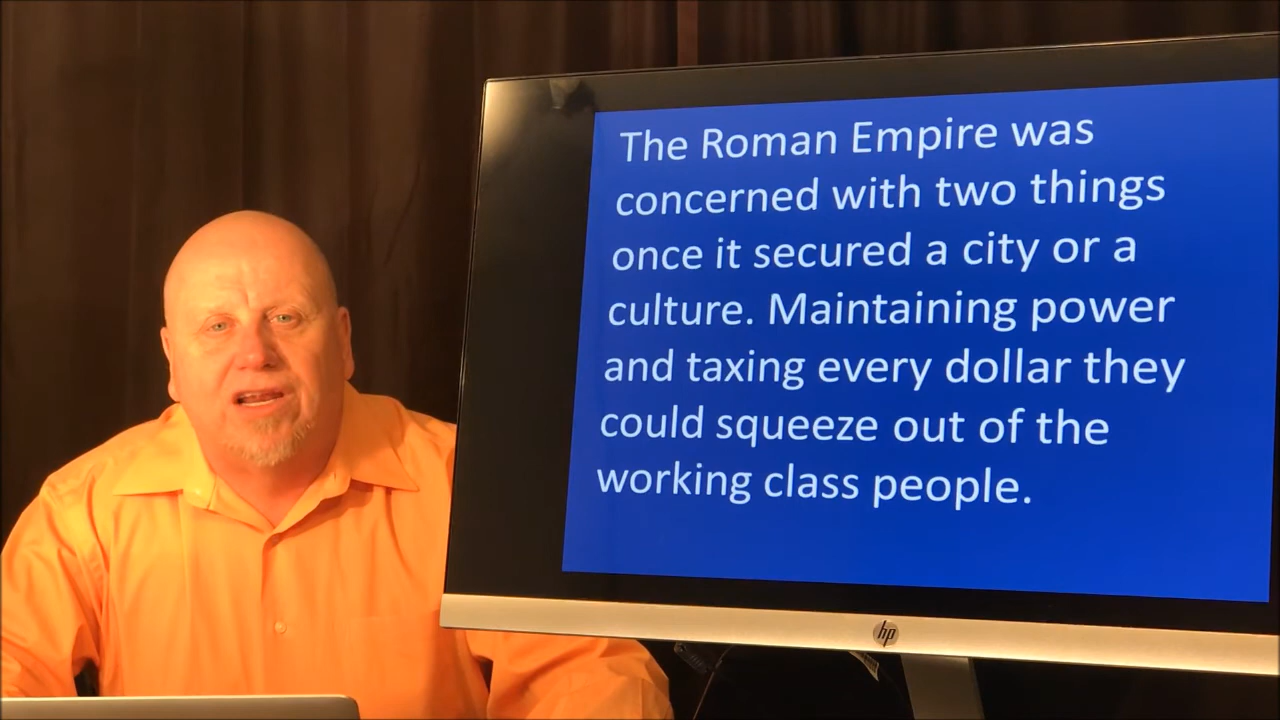 The Roman Empire was
concerned with two things
once it secured a city or a
culture. Maintaining power
and taxing every dollar they
could squeeze out of the
working class people.
hp